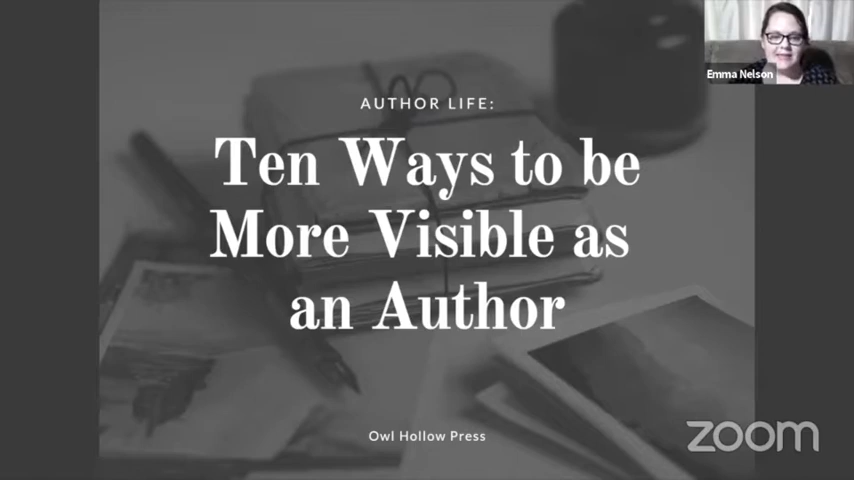 Emma Nelson
AUTHOR LIFE:
Ten Ways to be
More Visible as
an Author
Owl Hollow Press
zoom